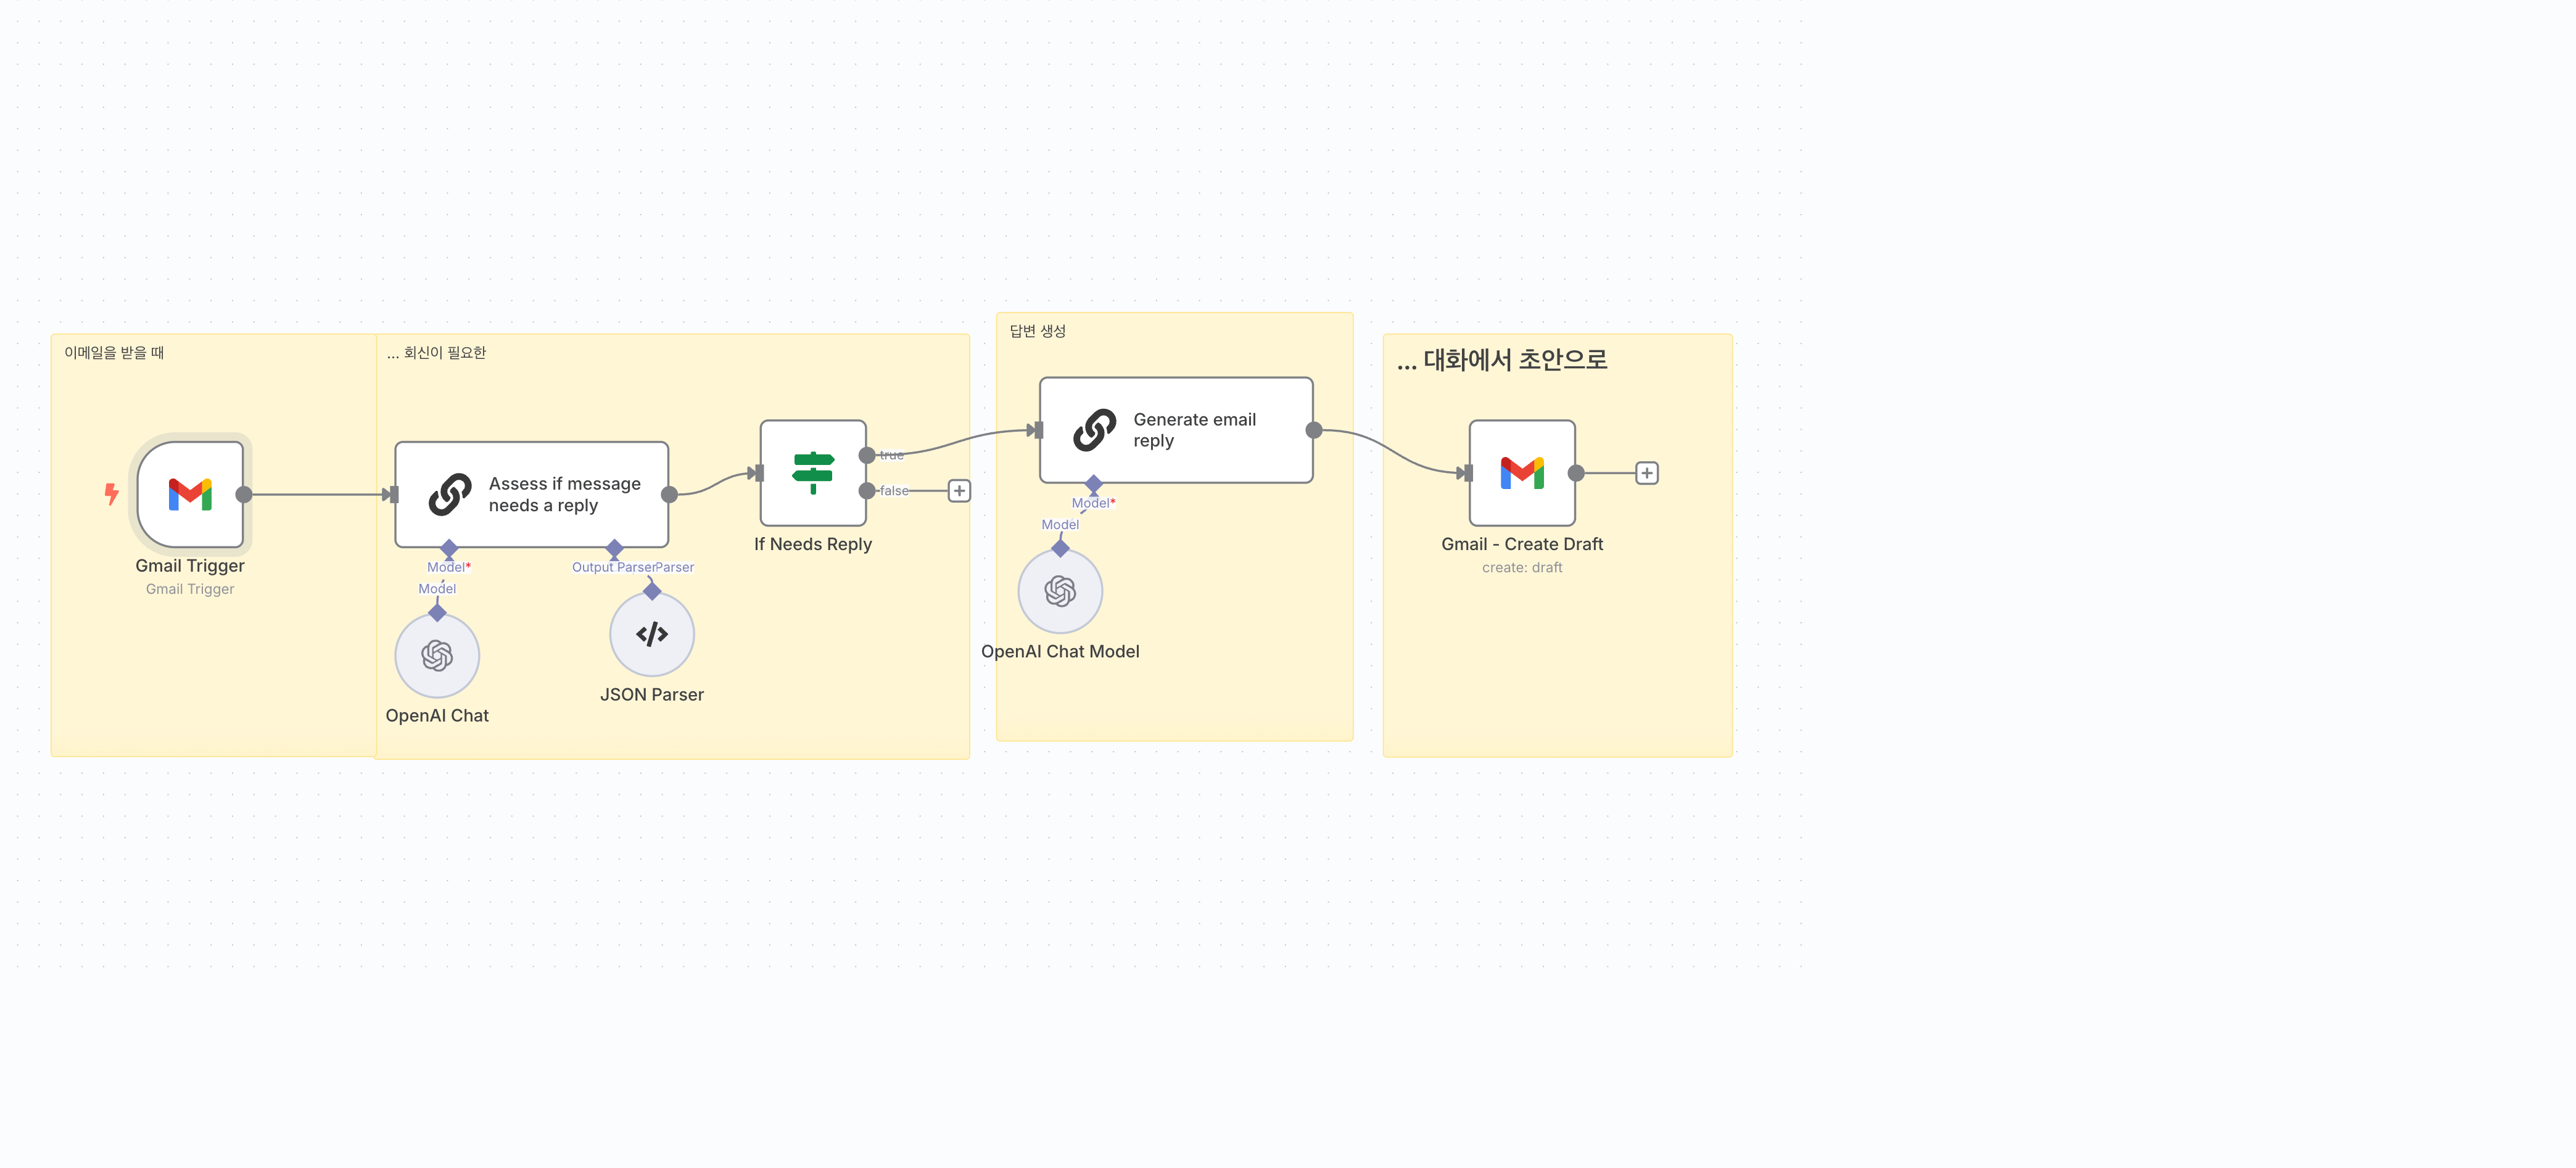 이메일을 받을 때
... 회신이 필요한
답변 생성
... 대화에서 초안으로
Gmail Trigger
Gmail Trigger
Assess if message
needs a reply
Model*
Model
OpenAI Chat
Output Parser
Parser
JSON Parser
true
false
If Needs Reply
Generate email
reply
Model*
Model
OpenAI Chat Model
Gmail - Create Draft
create: draft